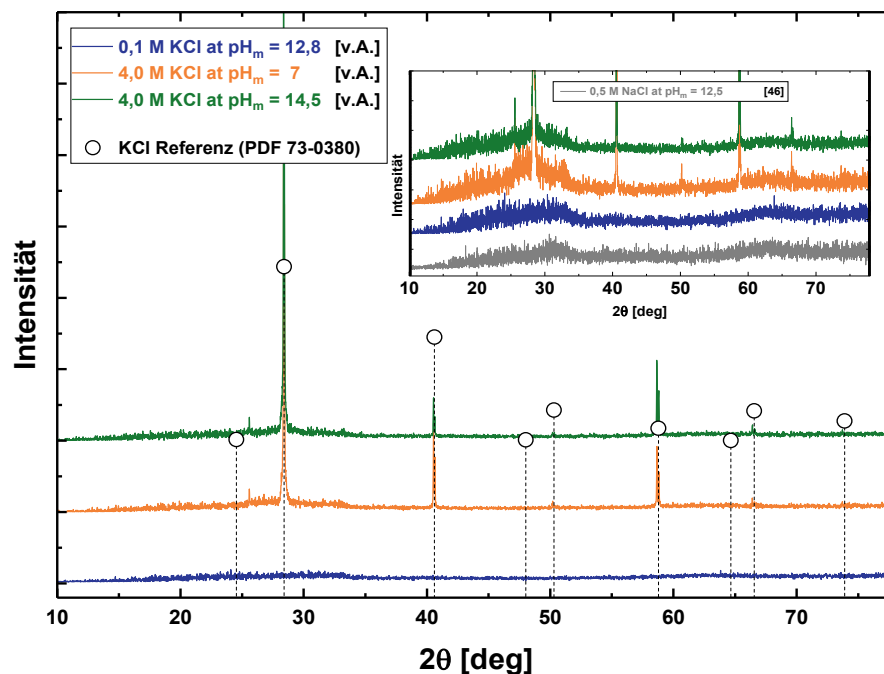 0,1 M KCl at pHm = 12,8 [v.A.]
4,0 M KCl at pHm = 7 [v.A.]
4,0 M KCl at pHm = 14,5 [v.A.]
KCl Referenz (PDF 73-0380)
0,5 M NaCl at pHm = 12,5 [46]
Intensität
10 20 30 40 50 60 70
2θ [deg]
Intensität
10 20 30 40 50 60 70
2θ [deg]